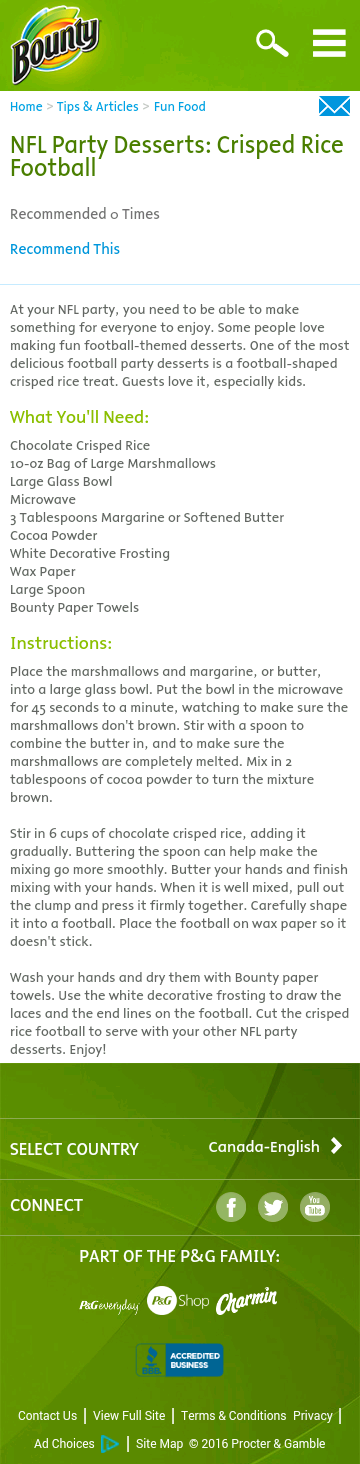 Bounty
Home > Tips & Articles > Fun Food
NFL Party Desserts: Crisped Rice
Football
Recommended 0 Times
Recommend This
At your NFL party, you need to be able to make
something for everyone to enjoy. Some people love
making fun football-themed desserts. One of the most
delicious football party desserts is a football-shaped
crisped rice treat. Guests love it, especially kids.
What You'll Need:
Chocolate Crisped Rice
10-oz Bag of Large Marshmallows
Large Glass Bowl
Microwave
3 Tablespoons Margarine or Softened Butter
Cocoa Powder
White Decorative Frosting
Wax Paper
Large Spoon
Bounty Paper Towels
Instructions:
Place the marshmallows and margarine, or butter,
into a large glass bowl. Put the bowl in the microwave
for 45 seconds to a minute, watching to make sure the
marshmallows don't brown. Stir with a spoon to
combine the butter in, and to make sure the
marshmallows are completely melted. Mix in 2
tablespoons of cocoa powder to turn the mixture
brown.
Stir in 6 cups of chocolate crisped rice, adding it
gradually. Buttering the spoon can help make the
mixing go more smoothly. Butter your hands and finish
mixing with your hands. When it is well mixed, pull out
the clump and press it firmly together. Carefully shape
it into a football. Place the football on wax paper so it
doesn't stick.
Wash your hands and dry them with Bounty paper
towels. Use the white decorative frosting to draw the
laces and the end lines on the football. Cut the crisped
rice football to serve with your other NFL party
desserts. Enjoy!
SELECT COUNTRY Canada-English
CONNECT f You Tube
PART OF THE P&G FAMILY:
P&G everyday P&G Shop Charmin
BBB ACCREDITED
BUSINESS
Contact Us | View Full Site | Terms & Conditions Privacy |
Ad Choices | Site Map © 2016 Procter & Gamble